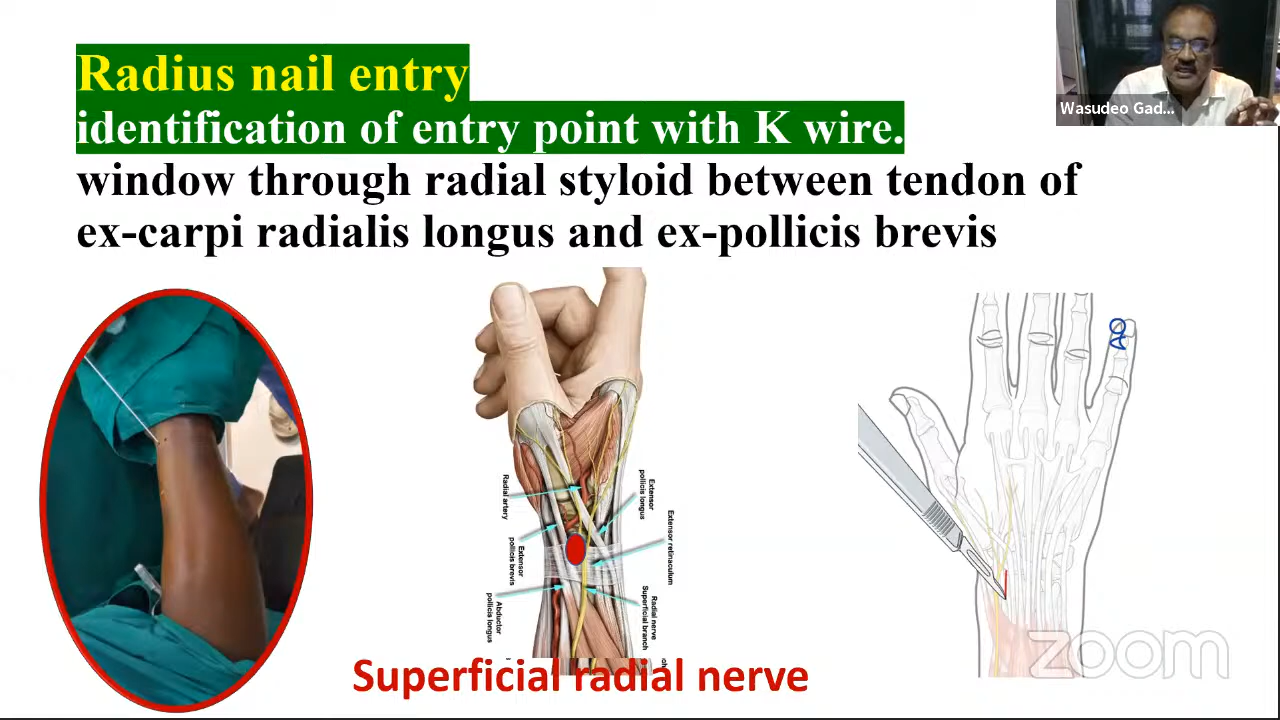 Radius nail entry
identification of entry point with K wire.
window through radial styloid between tendon of
ex-carpi radialis longus and ex-pollicis brevis
Wasudeo Gad...
AO
Radial artery
Extensor
pollicis longus
Extensor
pollicis brevis
Extensor retinaculum
Abductor
pollicis longus
Radial nerve
Superficial branch
Superficial radial nerve
zoom